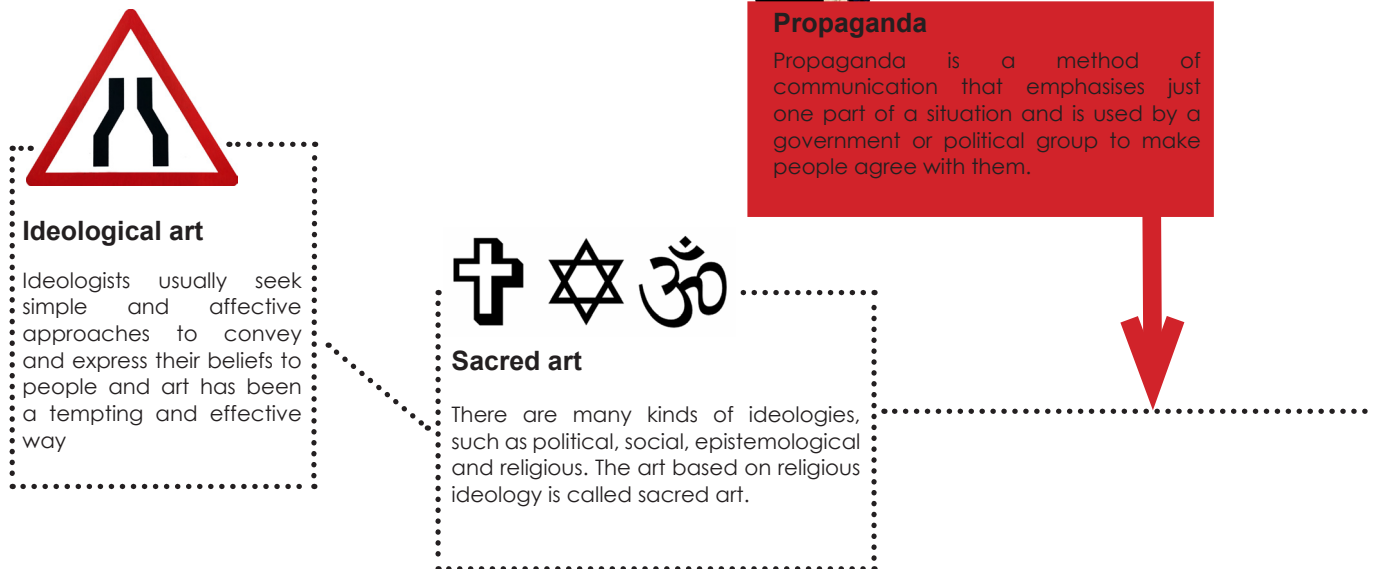 Ideological art
Ideologists usually seek
simple and affective
approaches to convey
and express their beliefs to
people and art has been
a tempting and effective
way
Sacred art
There are many kinds of ideologies,
such as political, social, epistemological
and religious. The art based on religious
ideology is called sacred art.
Propaganda
Propaganda is a method of
communication that emphasises just
one part of a situation and is used by a
government or political group to make
people agree with them.